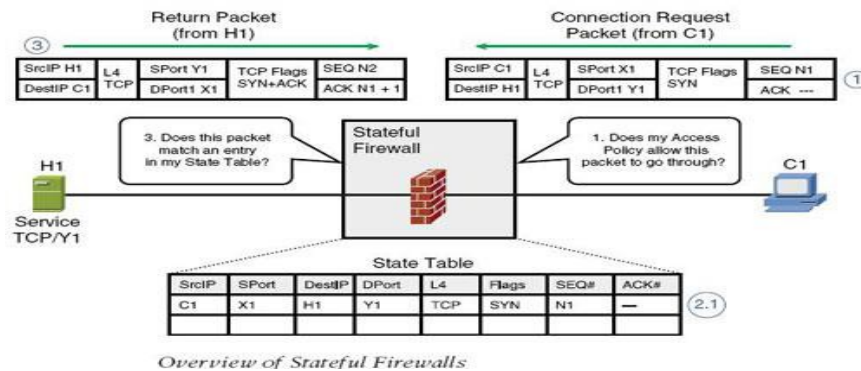 Return Packet
(from H1)
Connection Request
Packet (from C1)
3
SrcIP H1
DestIP C1
L4
TCP
SPort Y1
DPort1 X1
TCP Flags
SYN+ACK
SEQ N2
ACK N1 + 1
SrcIP C1
DestIP H1
L4
TCP
SPort X1
DPort1 Y1
TCP Flags
SYN
SEQ N1
ACK ---
1
3. Does this packet
match an entry
in my State Table?
Stateful
Firewall
1. Does my Access
Policy allow this
packet to go through?
H1
C1
Service
TCP/Y1
State Table
SrcIP SPort DestIP DPort L4 Flags SEQ# ACK#
C1 X1 H1 Y1 TCP SYN N1 —
2.1
Overview of Stateful Firewalls